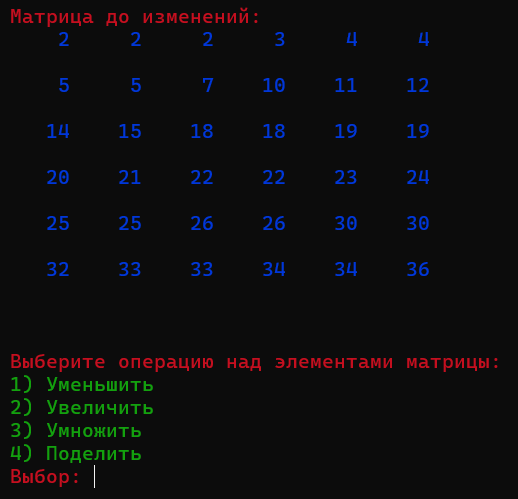 Матрица до изменений:
2 2 2 3 4 4
5 5 7 10 11 12
14 15 18 18 19 19
20 21 22 22 23 24
25 25 26 26 30 30
32 33 33 34 34 36
Выберите операцию над элементами матрицы:
1) Уменьшить
2) Увеличить
3) Умножить
4) Поделить
Выбор: